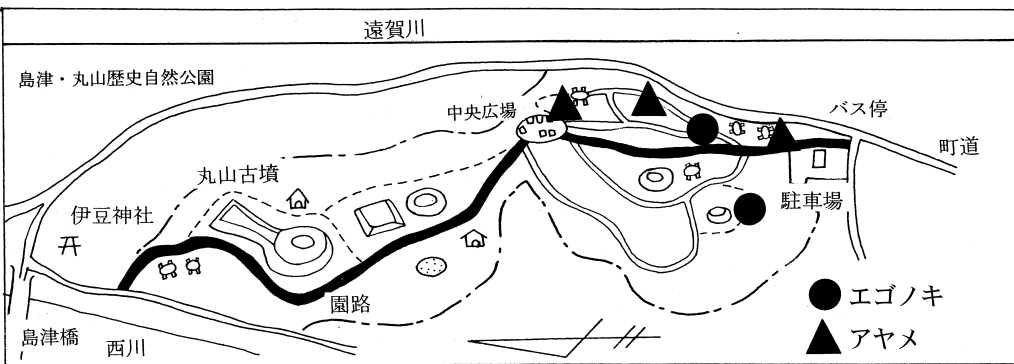 遠賀川
島津・丸山歴史自然公園
中央広場
バス停
町道
丸山古墳
伊豆神社
駐車場
園路
エゴノキ
アヤメ
島津橋
西川